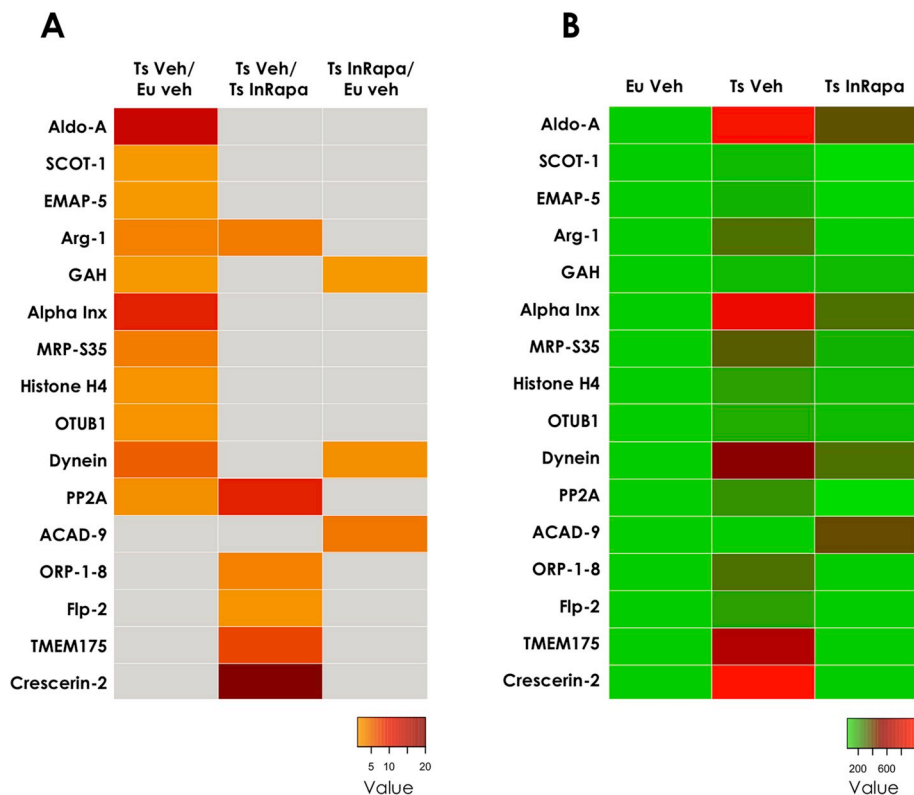 A
Ts Veh/ Ts Veh/ Ts InRapa/
Eu veh Ts InRapa Eu veh
Aldo-A
SCOT-1
EMAP-5
Arg-1
GAH
Alpha Inx
MRP-S35
Histone H4
OTUB1
Dynein
PP2A
ACAD-9
ORP-1-8
Flp-2
TMEM175
Crescerin-2
5 10 20
Value
B
Eu Veh Ts Veh Ts InRapa
Aldo-A
SCOT-1
EMAP-5
Arg-1
GAH
Alpha Inx
MRP-S35
Histone H4
OTUB1
Dynein
PP2A
ACAD-9
ORP-1-8
Flp-2
TMEM175
Crescerin-2
200 600
Value